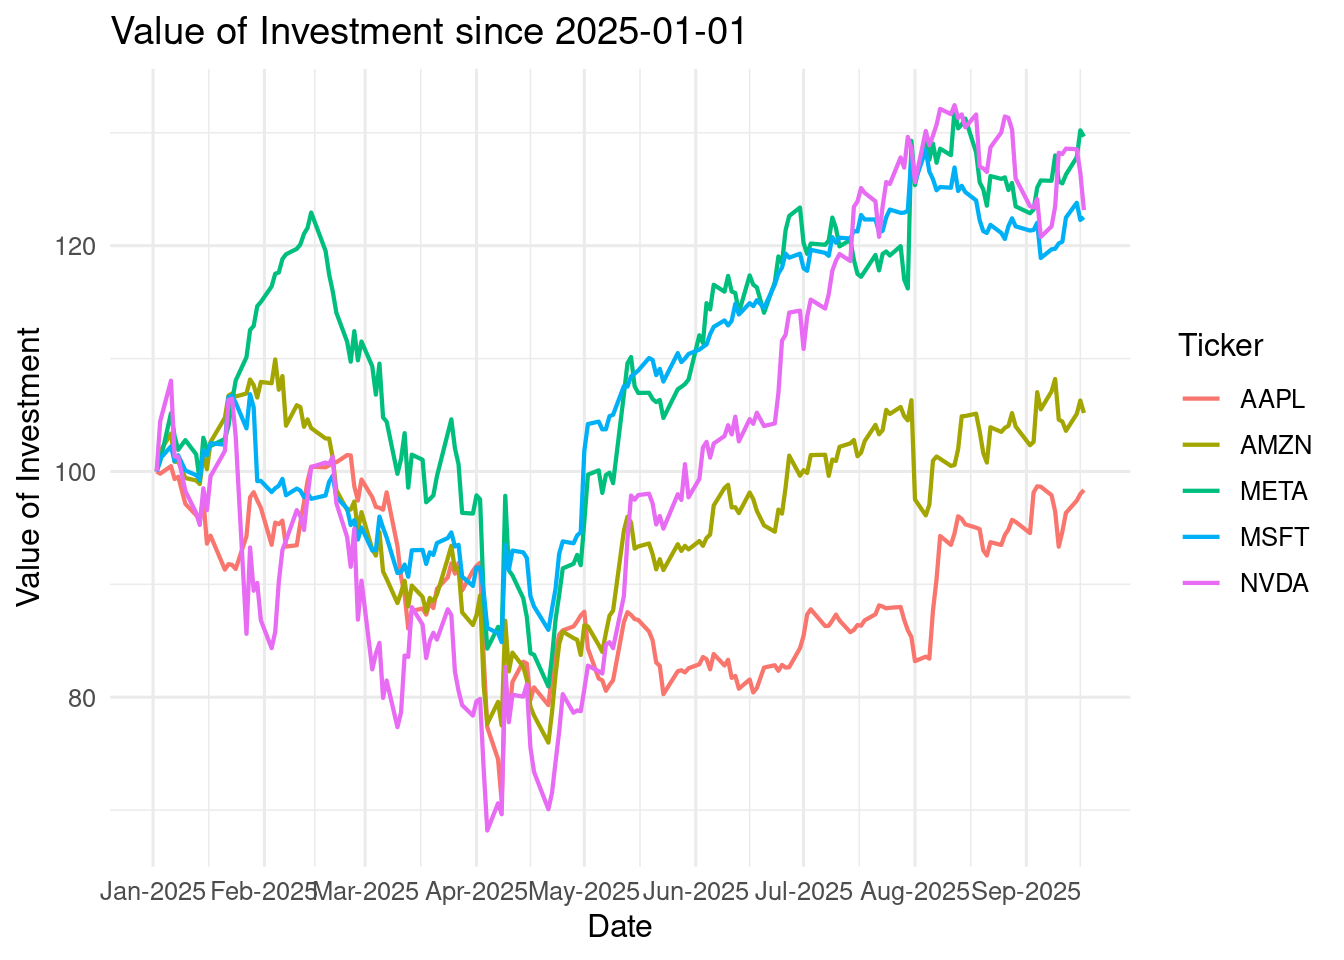 Value of Investment since 2025-01-01
Value of Investment
120
100
80
Jan-2025 Feb-2025 Mar-2025 Apr-2025 May-2025 Jun-2025 Jul-2025 Aug-2025 Sep-2025
Date
Ticker
AAPL
AMZN
META
MSFT
NVDA